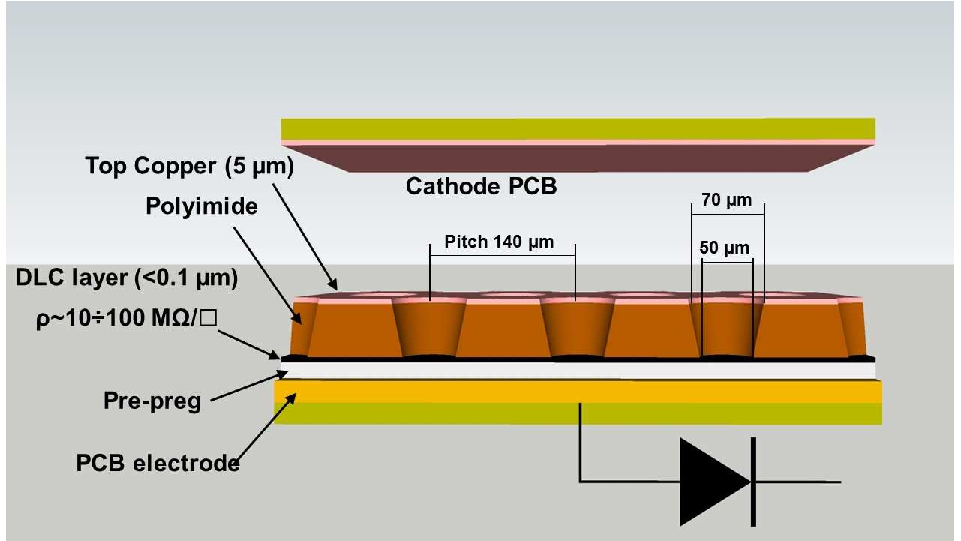 Top Copper (5 µm)
Cathode PCB
70 µm
Polyimide
Pitch 140 µm
50 µm
DLC layer (<0.1 µm)
ρ~10÷100 MΩ/□
Pre-preg
PCB electrode